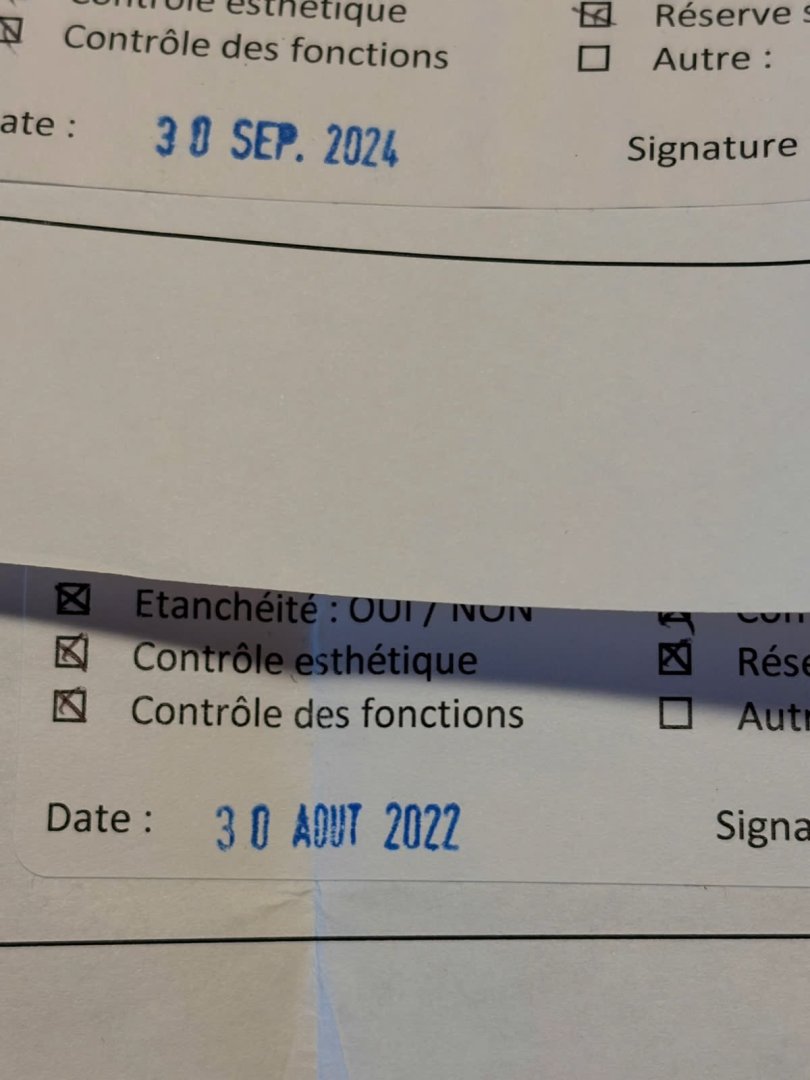 Contrôle esthétique
Réserve
Contrôle des fonctions
Autre :
ate :
30 SEP. 2024
Signature
Etanchéité : OUI / NON
Contrôle esthétique
Rése
Contrôle des fonctions
Autr
Date :
30 AOUT 2022
Signa